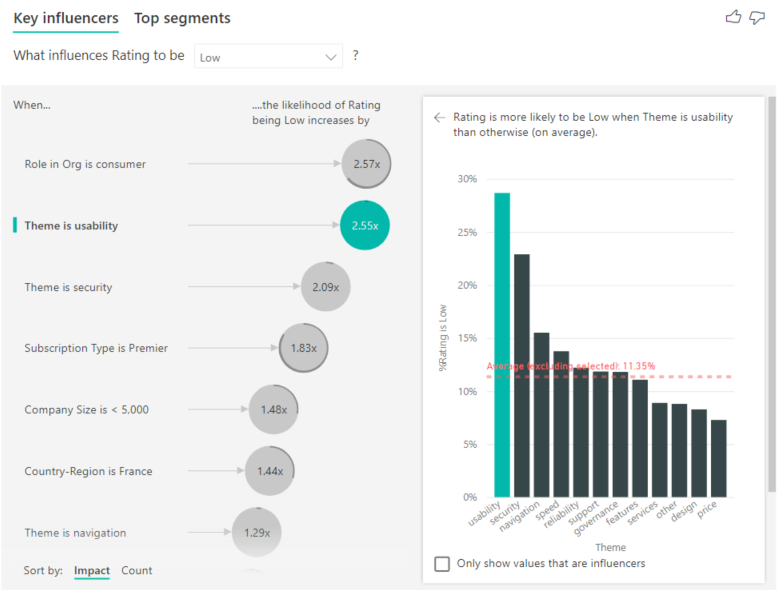 Key influencers Top segments
What influences Rating to be Low ?
When...
....the likelihood of Rating
being Low increases by
Role in Org is consumer 2.57x
Theme is usability 2.55x
Theme is security 2.09x
Subscription Type is Premier 1.83x
Company Size is < 5,000 1.48x
Country-Region is France 1.44x
Theme is navigation 1.29x
Sort by: Impact Count
Rating is more likely to be Low when Theme is usability
than otherwise (on average).
%Rating is Low
30%
25%
20%
15%
10%
5%
0%
Average (excluding selected): 11.35%
usability
security
navigation
speed
reliability
support
governance
features
services
other
design
price
Theme
Only show values that are influencers